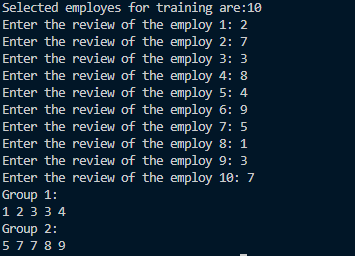 Selected employes for training are:10
Enter the review of the employ 1: 2
Enter the review of the employ 2: 7
Enter the review of the employ 3: 3
Enter the review of the employ 4: 8
Enter the review of the employ 5: 4
Enter the review of the employ 6: 9
Enter the review of the employ 7: 5
Enter the review of the employ 8: 1
Enter the review of the employ 9: 3
Enter the review of the employ 10: 7
Group 1:
1 2 3 3 4
Group 2:
5 7 7 8 9